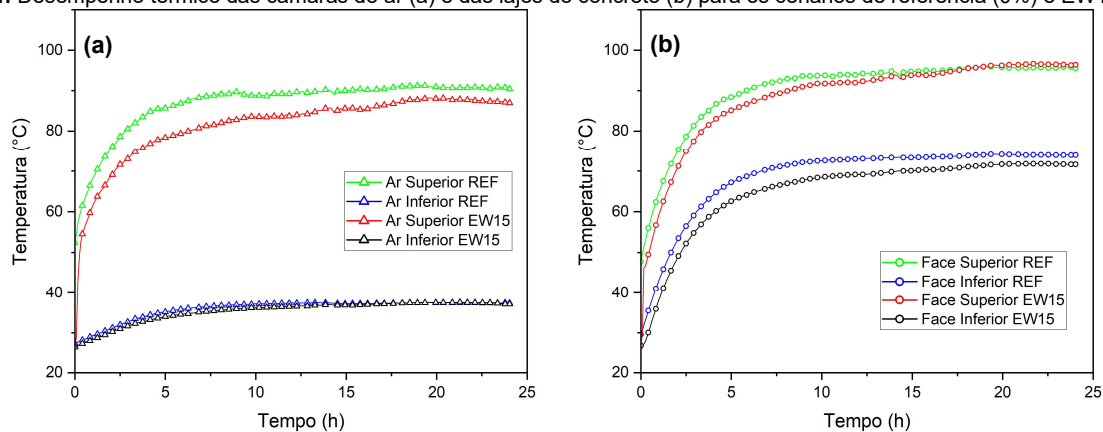 Desempenho térmico das câmaras de ar (a) e das lajes de concreto (b) para os cenários de referência (0%) e EW1
(a)
100
80
60
40
20
0
5
10
15
20
25
Temperatura (°C)
Tempo (h)
Ar Superior REF
Ar Inferior REF
Ar Superior EW15
Ar Inferior EW15
(b)
100
80
60
40
20
0
5
10
15
20
25
Temperatura (°C)
Tempo (h)
Face Superior REF
Face Inferior REF
Face Superior EW15
Face Inferior EW15